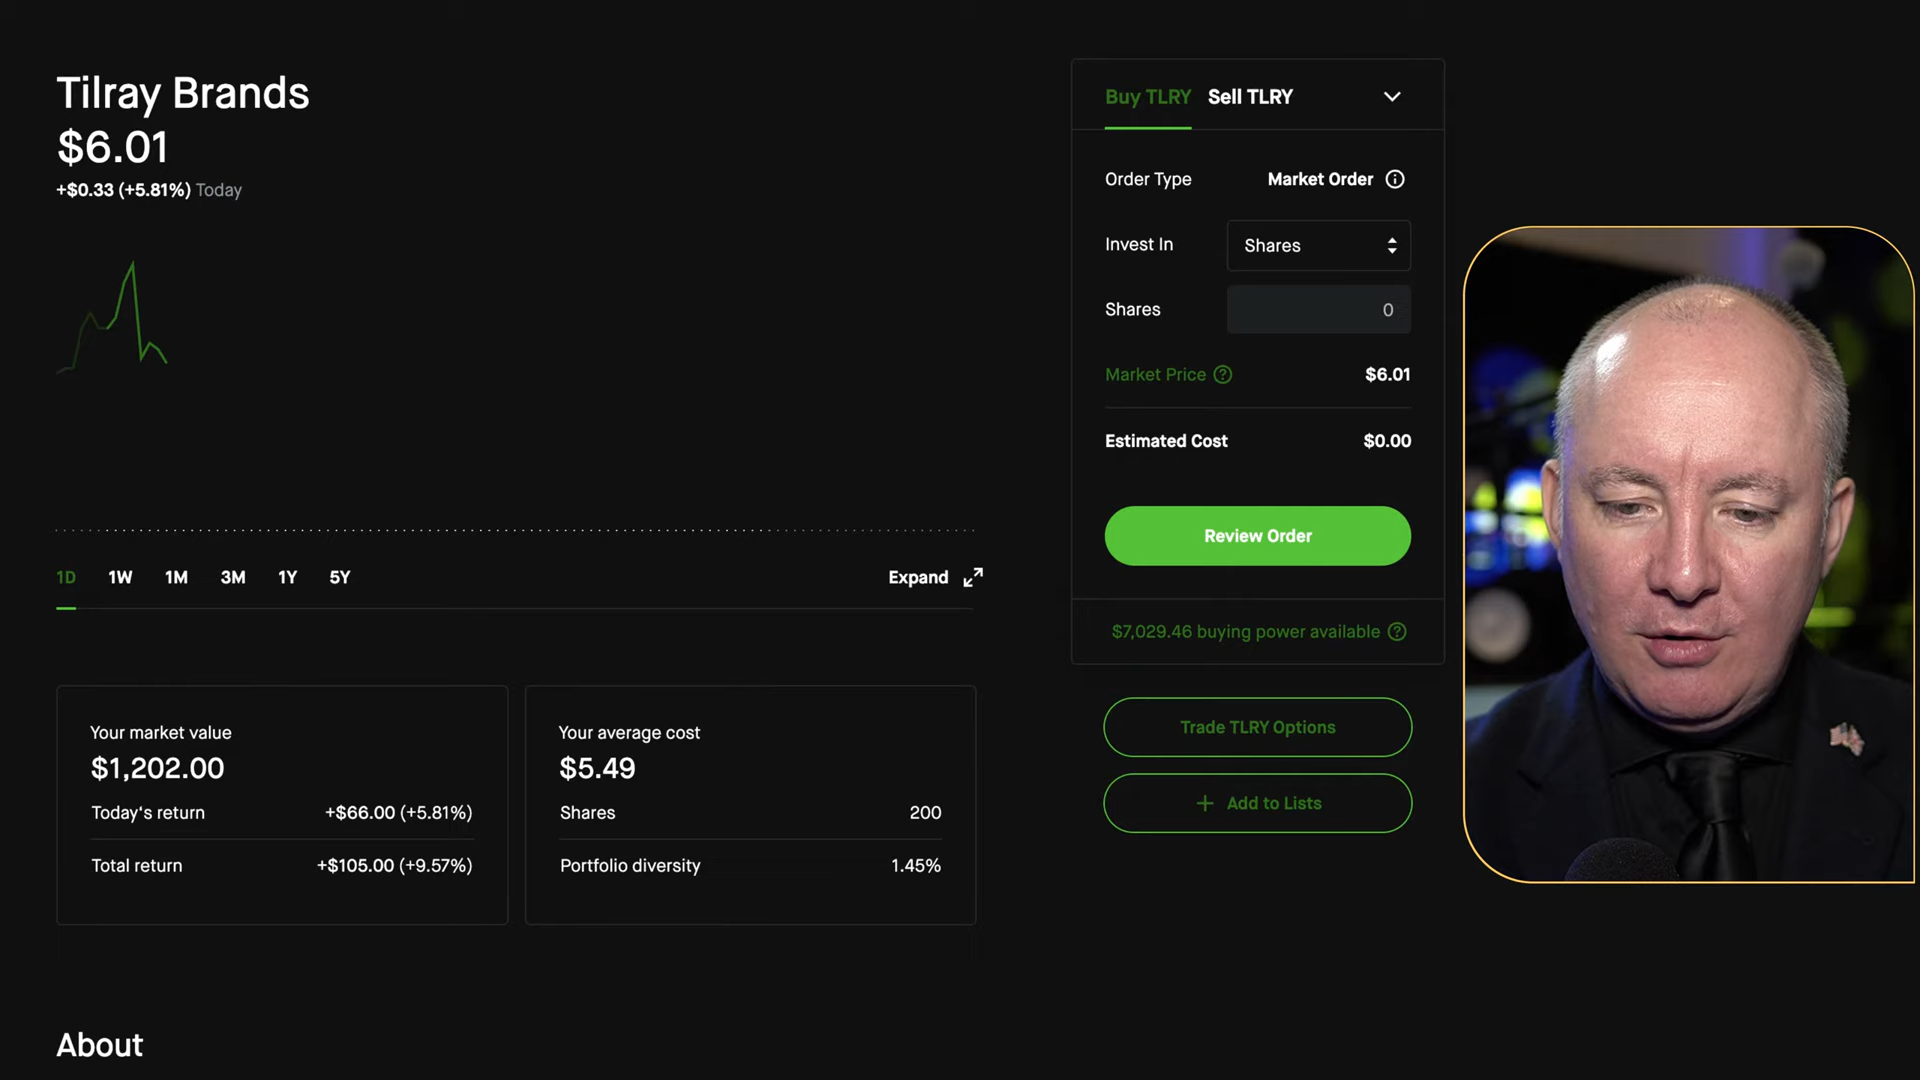 Tilray Brands
$6.01
+$0.33 (+5.81%) Today
1D 1W 1M 3M 1Y 5Y Expand
Your market value
$1,202.00
Today's return +$66.00 (+5.81%)
Total return +$105.00 (+9.57%)
Your average cost
$5.49
Shares 200
Portfolio diversity 1.45%
About
Buy TLRY Sell TLRY
Order Type Market Order
Invest In Shares
Shares 0
Market Price $6.01
Estimated Cost $0.00
Review Order
$7,029.46 buying power available
Trade TLRY Options
+ Add to Lists